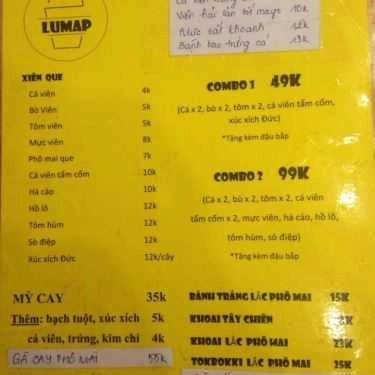 LUMAP
Viên hải sản sốt mayo 10k
Mực sắt khoanh 12k
Bánh bao trứng cá 13k
XIÊN QUE
Cá viên 4k
Bò Viên 5k
Tôm viên 5k
Mực viên 8k
Phô mai que 7k
Cá viên tẩm cốm 10k
Há cảo 10k
Hồ lô 12k
Tôm hùm 12k
Sò điệp 12k
Xúc xích Đức 12k/cây
COMBO 1 49K
(Cá x 2, bò x 2, tôm x 2, cá viên tẩm cốm,
xúc xích Đức)
*Tặng kèm đậu bắp
COMBO 2 99K
(Cá x 2, bù x 2, tôm x 2, cá viên
tẩm cốm x 2, mực viên, há cảo, hồ lô,
tôm hùm, sò điệp)
*Tặng kèm đậu bắp
MỲ CAY 35k
Thêm: bạch tuột, xúc xích 5k
cá viên, trứng, kim chi 4k
GÀ CAY PHÔ MAI 55k
BÁNH TRÁNG LẮC PHÔ MAI 15K
KHOAI TÂY CHIÊN
KHOAI LẮC PHÔ MAI 23K
TOKBOKKI LẮC PHÔ MAI 25K